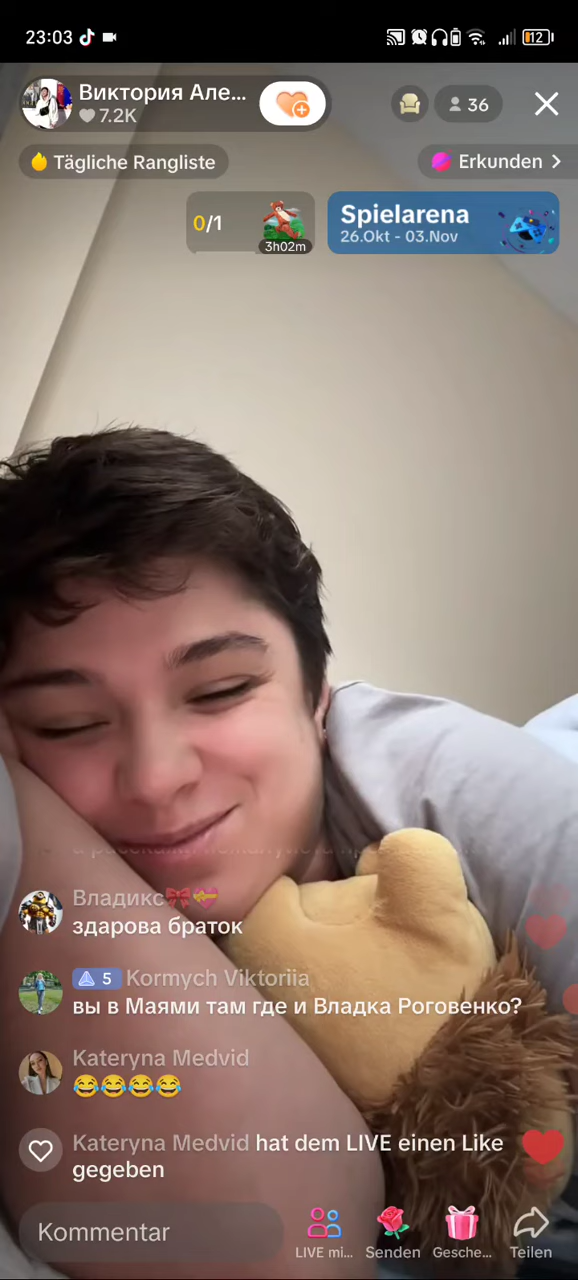 23:03
12
Виктория Але...
7.2K
36
Tägliche Rangliste
Erkunden
0/1
3h02m
Spielarena
26.Okt - 03.Nov
Владикс🎀💝
здарова браток
5 Kormych Viktoriia
вы в Маями там где и Владка Роговенко?
Kateryna Medvid
😂😂😂😂
Kateryna Medvid hat dem LIVE einen Like
gegeben
Kommentar
LIVE mi...
Senden
Gesche...
Teilen